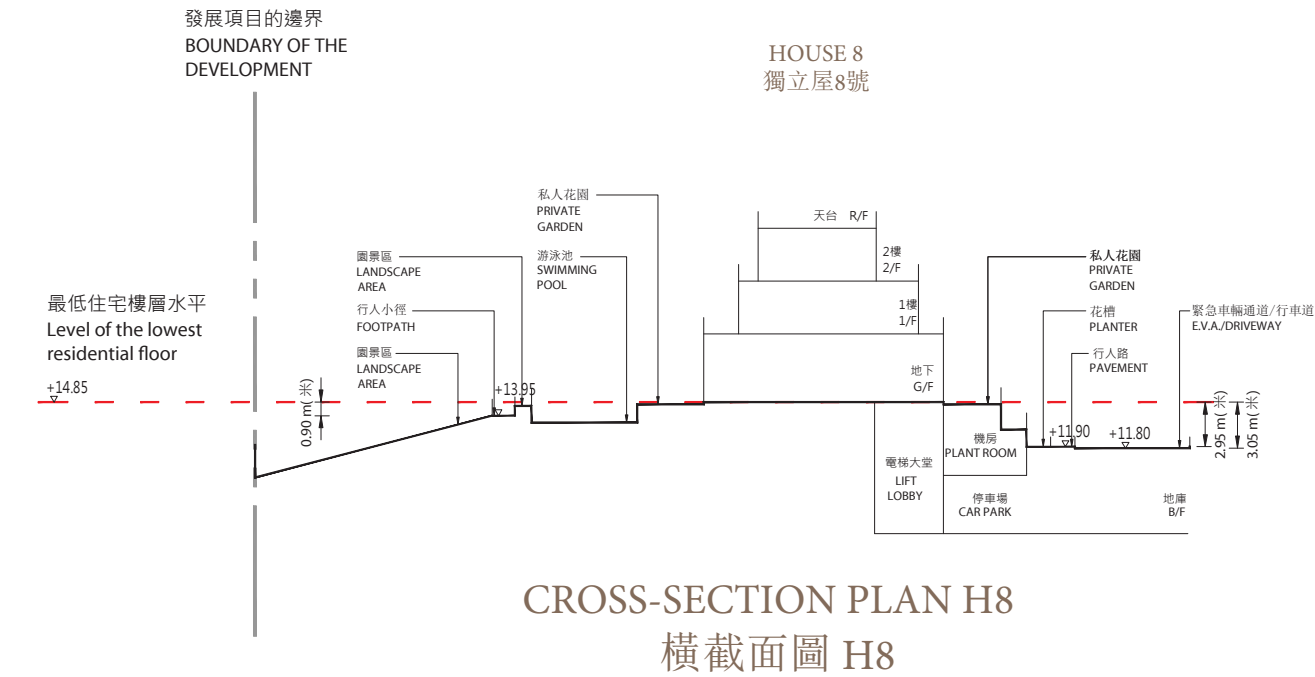 發展項目的邊界
BOUNDARY OF THE
DEVELOPMENT
HOUSE 8
獨立屋8號
私人花園
PRIVATE
GARDEN
天台 R/F
園景區
LANDSCAPE
AREA
游泳池
SWIMMING
POOL
2樓
2/F
私人花園
PRIVATE
GARDEN
最低住宅樓層水平
Level of the lowest
residential floor
行人小徑
FOOTPATH
1樓
1/F
花槽
PLANTER
緊急車輛通道/行車道
E.V.A./DRIVEWAY
園景區
LANDSCAPE
AREA
行人路
PAVEMENT
地下
G/F
+14.85
0.90 m(米)
+13.95
+11.90
+11.80
2.95 m(米)
3.05 m(米)
機房
PLANT ROOM
電梯大堂
LIFT
LOBBY
停車場
CAR PARK
地庫
B/F
CROSS-SECTION PLAN H8
橫截面圖 H8